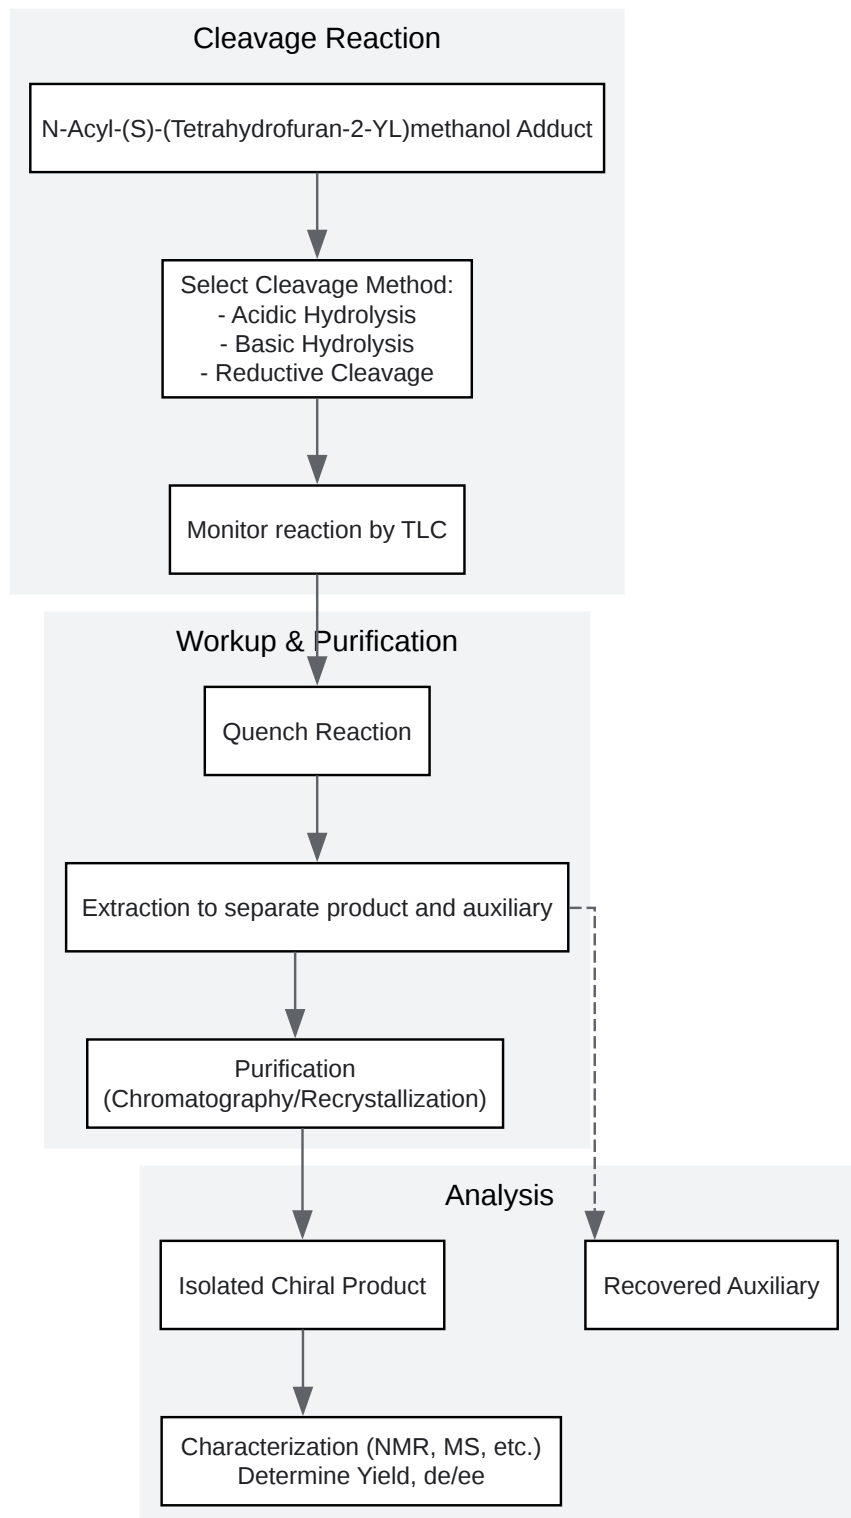 Cleavage Reaction
N-Acyl-(S)-(Tetrahydrofuran-2-YL)methanol Adduct
Select Cleavage Method:
- Acidic Hydrolysis
- Basic Hydrolysis
- Reductive Cleavage
Monitor reaction by TLC
Workup & Purification
Quench Reaction
Extraction to separate product and auxiliary
Purification
(Chromatography/Recrystallization)
Analysis
Isolated Chiral Product
Recovered Auxiliary
Characterization (NMR, MS, etc.)
Determine Yield, de/ee